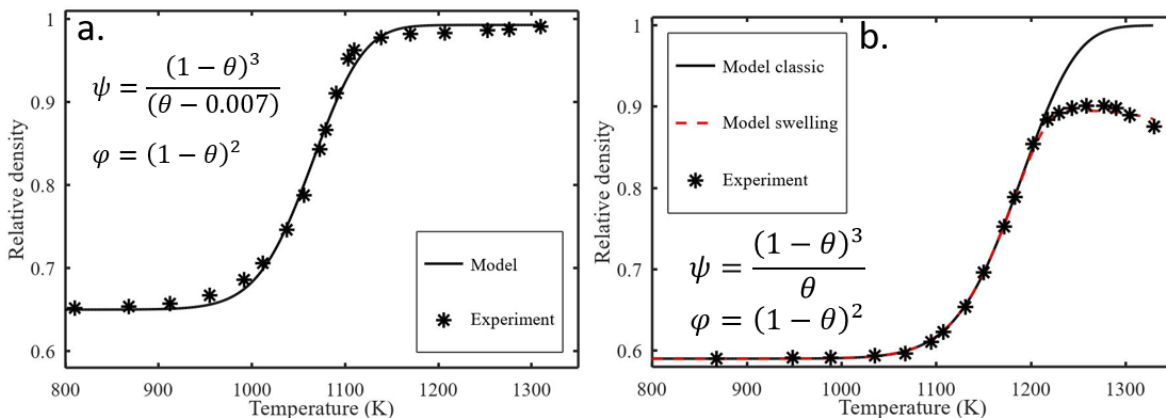 a.
ψ = (1 − θ)³ / (θ − 0.007)
φ = (1 − θ)²
Relative density
1
0.9
0.8
0.7
0.6
Model
Experiment
800 900 1000 1100 1200 1300
Temperature (K)
b.
Model classic
Model swelling
Experiment
ψ = (1 − θ)³ / θ
φ = (1 − θ)²
Relative density
1
0.9
0.8
0.7
0.6
800 900 1000 1100 1200 1300
Temperature (K)